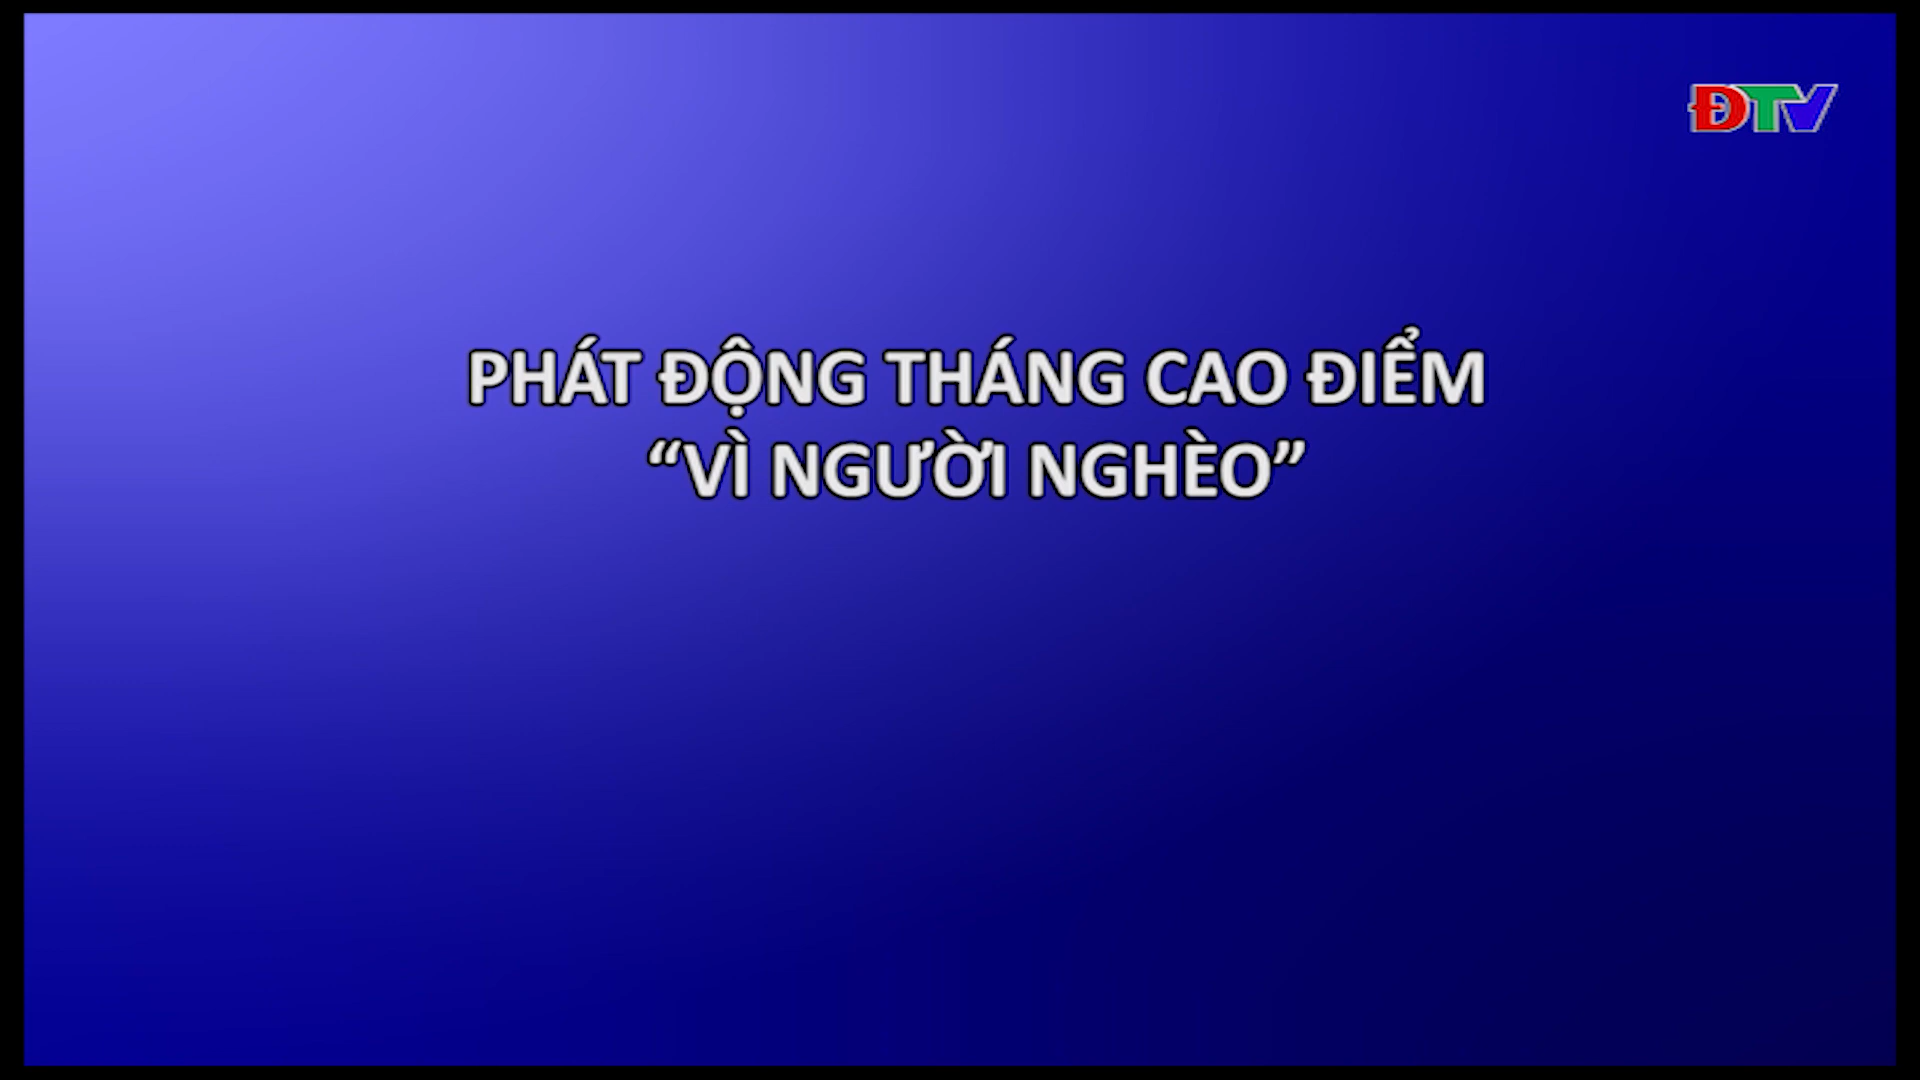 ĐTV
PHÁT ĐỘNG THÁNG CAO ĐIỂM
“VÌ NGƯỜI NGHÈO”